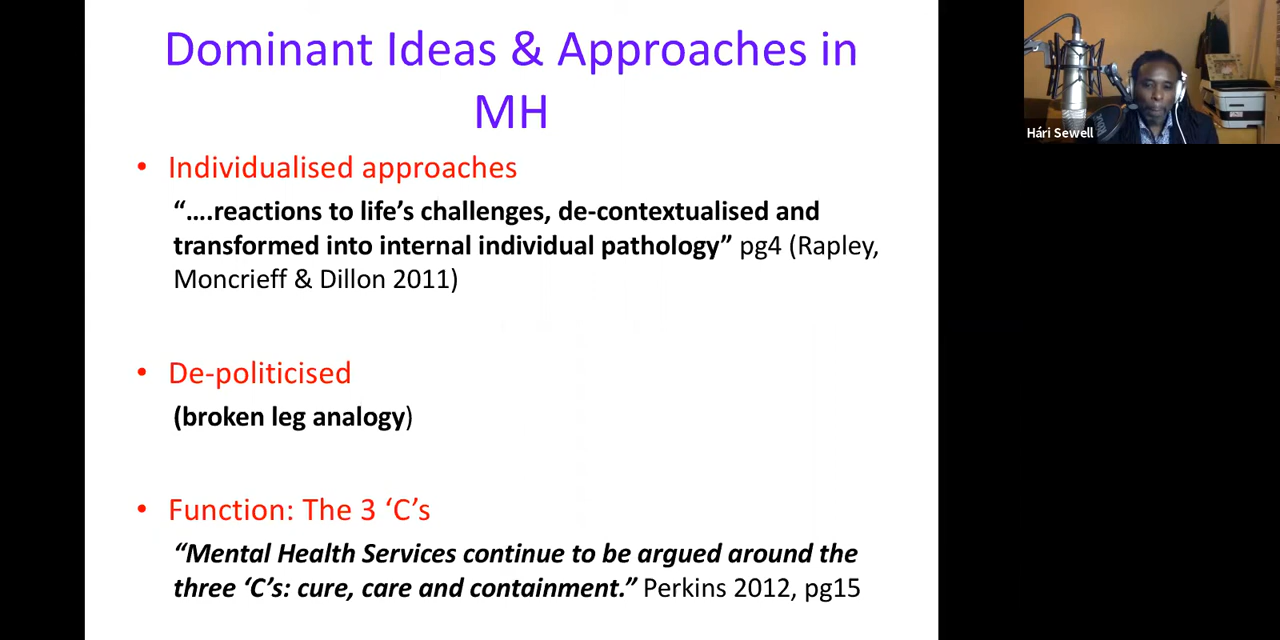 Dominant Ideas & Approaches in
MH
• Individualised approaches
“….reactions to life’s challenges, de-contextualised and
transformed into internal individual pathology” pg4 (Rapley,
Moncrieff & Dillon 2011)
• De-politicised
(broken leg analogy)
• Function: The 3 ‘C’s
“Mental Health Services continue to be argued around the
three ‘C’s: cure, care and containment.” Perkins 2012, pg15
Hári Sewell